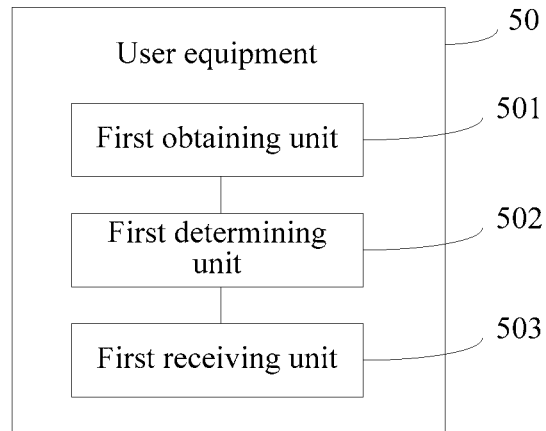 50
User equipment
501
First obtaining unit
502
First determining
unit
503
First receiving unit